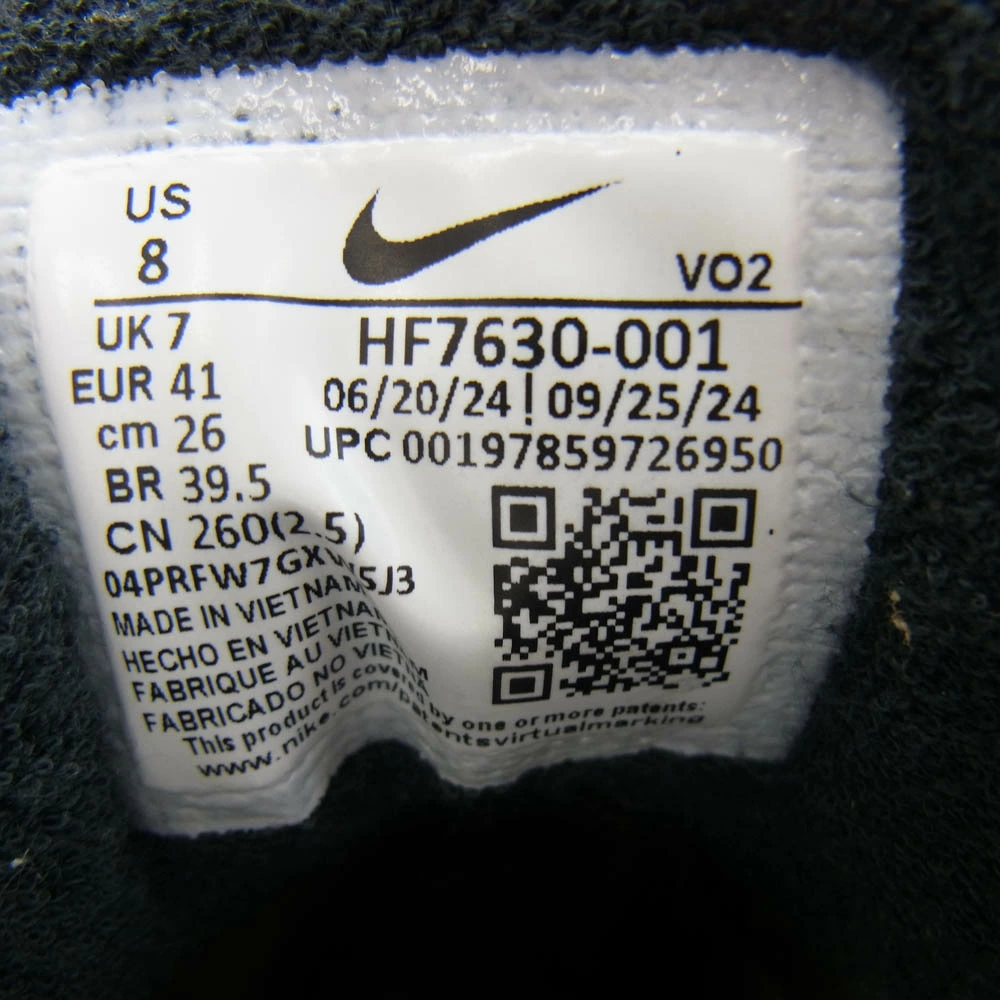 US
8
VO2
UK 7
EUR 41
cm 26
BR 39.5
CN 260(2.5)
HF7630-001
06/20/24 | 09/25/24
UPC 00197859726950
MADE IN VIETNAM
HECHO EN VIETNAM
FABRIQUE AU
FABRICADO NO
This product is covered by one or more patents:
www.nike.com/patentsvirtualmarking